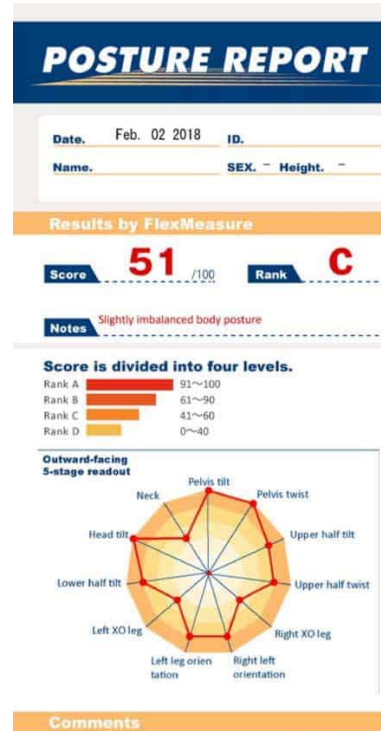 POSTURE REPORT
Date. Feb. 02 2018 ID.
Name. SEX. - Height. -
Results by FlexMeasure
Score 51 /100 Rank C
Notes Slightly imbalanced body posture
Score is divided into four levels.
Rank A 91~100
Rank B 61~90
Rank C 41~60
Rank D 0~40
Outward-facing
5-stage readout
Pelvis tilt
Neck Pelvis twist
Head tilt Upper half tilt
Lower half tilt Upper half twist
Left XO leg Right XO leg
Left leg orien
tation
Right left
orientation
Comments